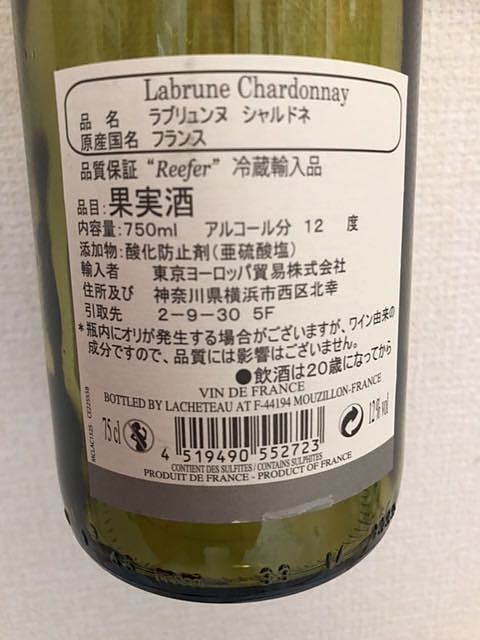 Labrune Chardonnay
品 名 ラブリュンヌ シャルドネ
原産国名 フランス
品質保証 “Reefer” 冷蔵輸入品
品目:果実酒
内容量:750ml アルコール分 12 度
添加物:酸化防止剤(亜硫酸塩)
輸入者 東京ヨーロッパ貿易株式会社
住所及び 神奈川県横浜市西区北幸
引取先 2-9-30 5F
*瓶内にオリが発生する場合がございますが、ワイン由来の
成分ですので、品質には影響はございません。
●飲酒は20歳になってから
VIN DE FRANCE
BOTTLED BY LACHETEAU AT F-44194 MOUZILLON-FRANCE
75 cl
12% vol
4 519490 552723
CONTIENT DES SULFITES / CONTAINS SULPHITES
PRODUIT DE FRANCE - PRODUCT OF FRANCE